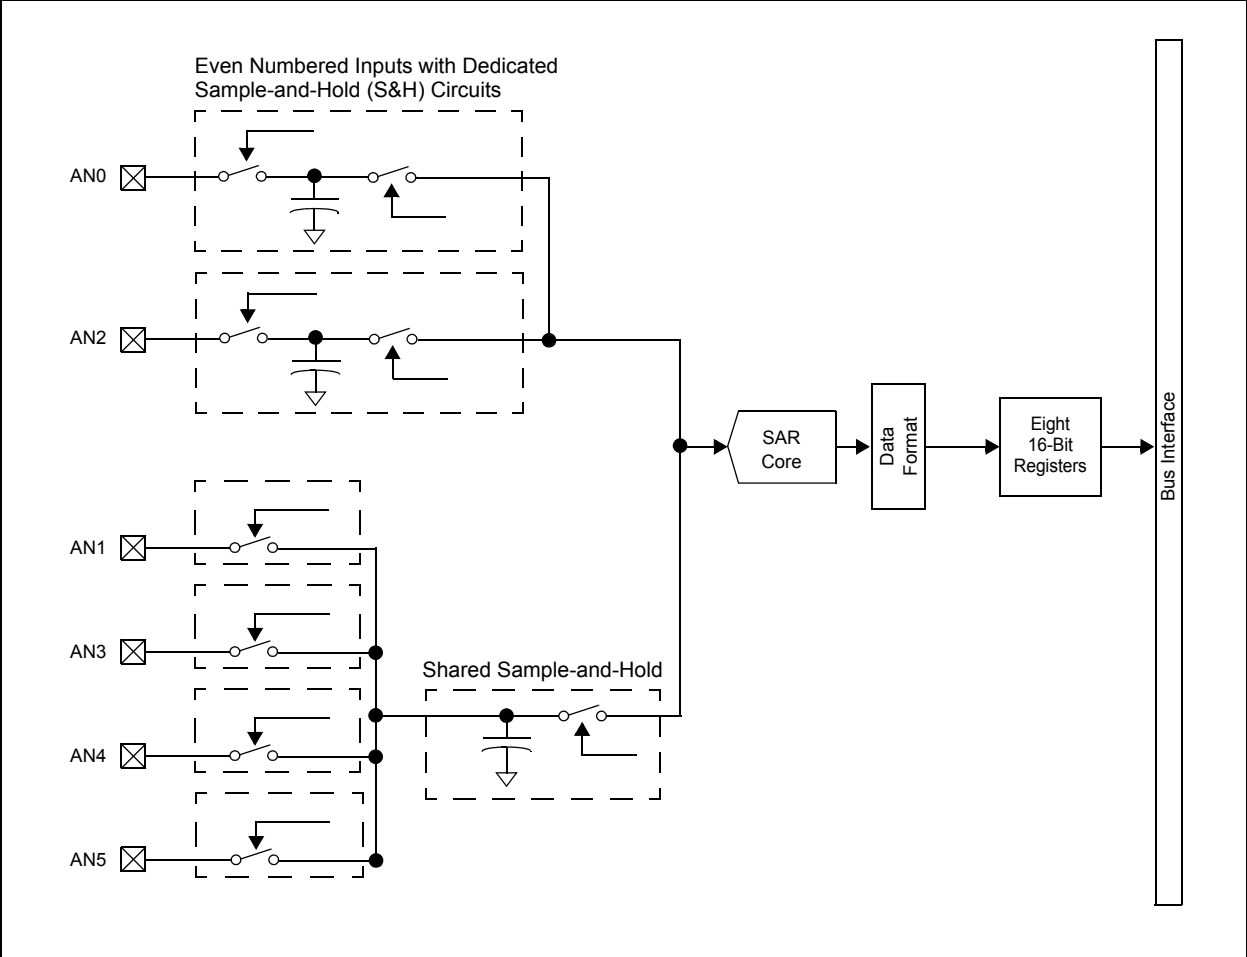 Even Numbered Inputs with Dedicated
Sample-and-Hold (S&H) Circuits
AN0
AN2
SAR
Core
Data
Format
Eight
16-Bit
Registers
Bus Interface
AN1
AN3
Shared Sample-and-Hold
AN4
AN5